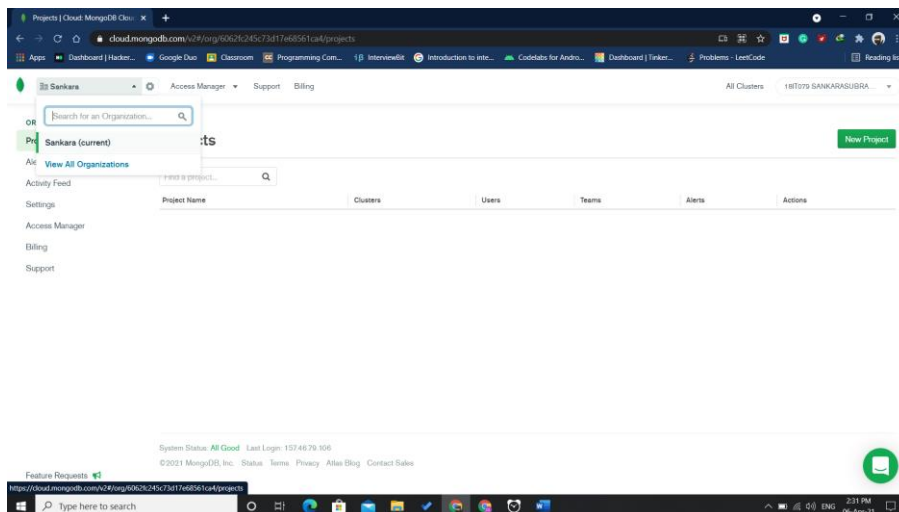 Projects | Cloud: MongoDB Cloud
cloud.mongodb.com/v2#/org/6062fc245c73d17e68561ca4/projects
Apps Dashboard | Hacker... Google Duo Classroom Programming Com... InterviewBit Introduction to inte... Codelabs for Andro... Dashboard | Tinker... Problems - LeetCode Reading lis
Sankara Access Manager Support Billing All Clusters 18IT079 SANKARASUBRA...
Search for an Organization...
Sankara (current)
View All Organizations
New Project
Activity Feed
Settings
Access Manager
Billing
Support
Find a project...
Project Name Clusters Users Teams Alerts Actions
System Status: All Good Last Login: 157.46.79.106
©2021 MongoDB, Inc. Status Terms Privacy Atlas Blog Contact Sales
Feature Requests
https://cloud.mongodb.com/v2#/org/6062fc245c73d17e68561ca4/projects
Type here to search
ENG 2:31 PM
06-Apr-21